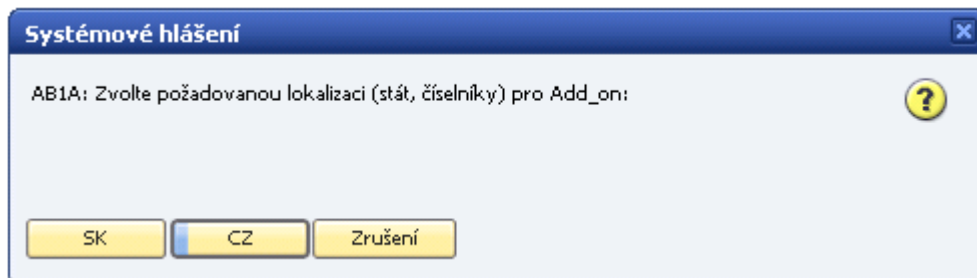 Systémové hlášení
AB1A: Zvolte požadovanou lokalizaci (stát, číselníky) pro Add_on:
?
SK CZ Zrušení